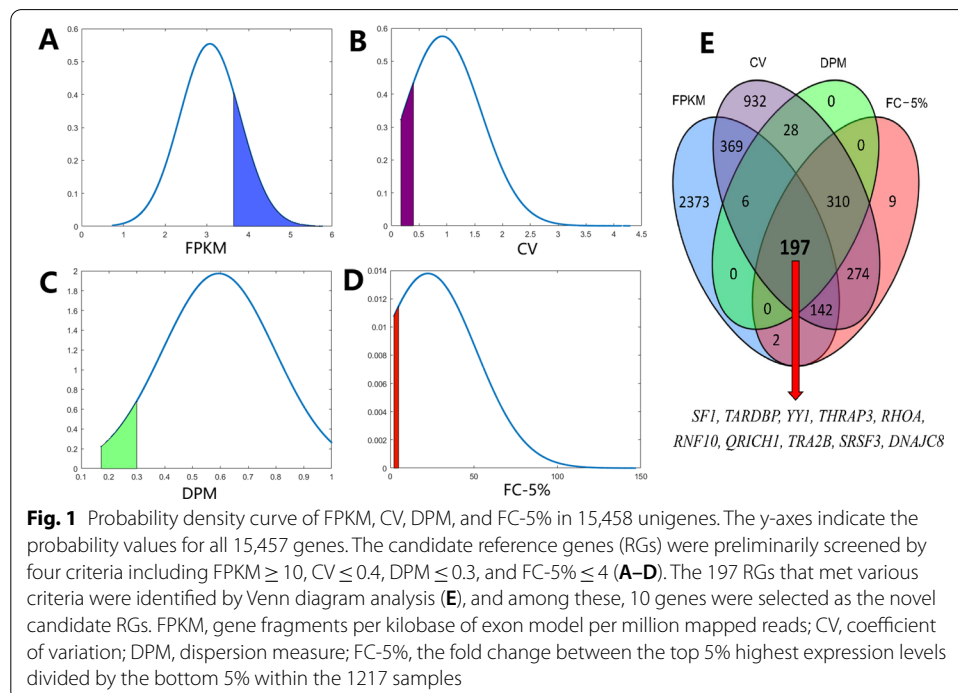 A
0.6
0.5
0.4
0.3
0.2
0.1
0
0 1 2 3 4 5 6
FPKM
B
0.6
0.5
0.4
0.3
0.2
0.1
0
0 0.5 1 1.5 2 2.5 3 3.5 4 4.5
CV
C
2
1.8
1.6
1.4
1.2
1
0.8
0.6
0.4
0.2
0
0.1 0.2 0.3 0.4 0.5 0.6 0.7 0.8 0.9 1
DPM
D
0.014
0.012
0.01
0.008
0.006
0.004
0.002
0
0 50 100 150
FC-5%
E
CV DPM
FPKM FC–5%
932 0
369 28 0
2373 6 310 9
197
0 274
0 142
2
SF1, TARDBP, YY1, THRAP3, RHOA,
RNF10, QRICH1, TRA2B, SRSF3, DNAJC8
Fig. 1 Probability density curve of FPKM, CV, DPM, and FC-5% in 15,458 unigenes. The y-axes indicate the
probability values for all 15,457 genes. The candidate reference genes (RGs) were preliminarily screened by
four criteria including FPKM ≥ 10, CV ≤ 0.4, DPM ≤ 0.3, and FC-5% ≤ 4 (A–D). The 197 RGs that met various
criteria were identified by Venn diagram analysis (E), and among these, 10 genes were selected as the novel
candidate RGs. FPKM, gene fragments per kilobase of exon model per million mapped reads; CV, coefficient
of variation; DPM, dispersion measure; FC-5%, the fold change between the top 5% highest expression levels
divided by the bottom 5% within the 1217 samples